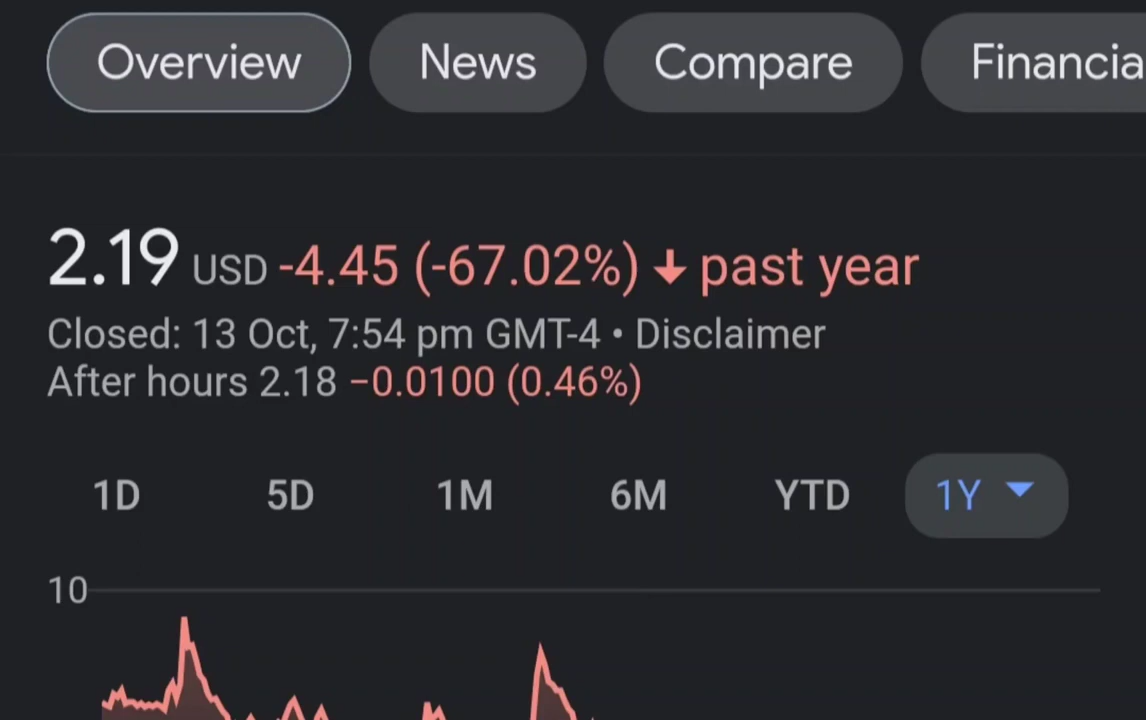 Overview News Compare Financia
2.19 USD -4.45 (-67.02%) ↓ past year
Closed: 13 Oct, 7:54 pm GMT-4 • Disclaimer
After hours 2.18 −0.0100 (0.46%)
1D 5D 1M 6M YTD 1Y
10